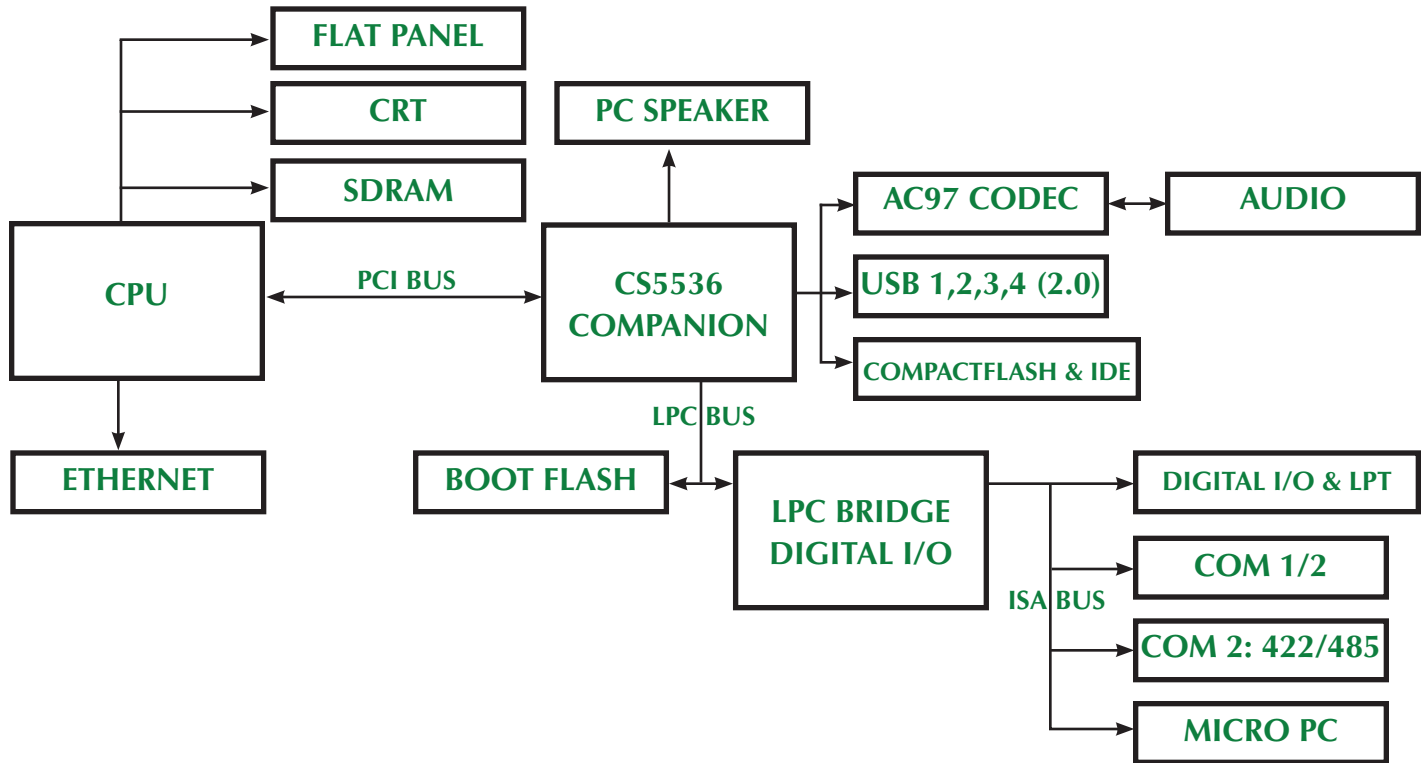 FLAT PANEL
CRT
PC SPEAKER
SDRAM
AC97 CODEC
AUDIO
CPU
PCI BUS
CS5536
COMPANION
USB 1,2,3,4 (2.0)
COMPACTFLASH & IDE
LPC BUS
ETHERNET
BOOT FLASH
LPC BRIDGE
DIGITAL I/O
DIGITAL I/O & LPT
COM 1/2
ISA BUS
COM 2: 422/485
MICRO PC